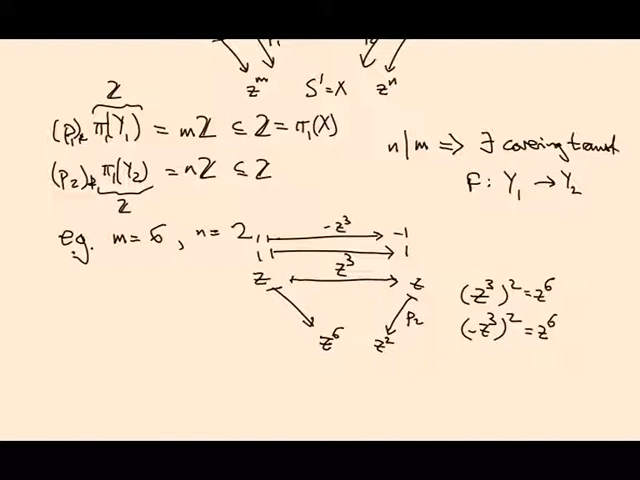 z^m S^1=X z^n
ℤ
(p_1)_* π_1(Y_1) = mℤ ⊆ ℤ = π_1(X)
n|m => ∃ covering transf
(p_2)_* π_1(Y_2) = nℤ ⊆ ℤ
F: Y_1 → Y_2
ℤ
eg. m=6, n=2
-z^3
1 ↦ -1
1 ↦ 1
z^3
z ↦ z
(z^3)^2=z^6
p_2
(-z^3)^2=z^6
z^6 z^2